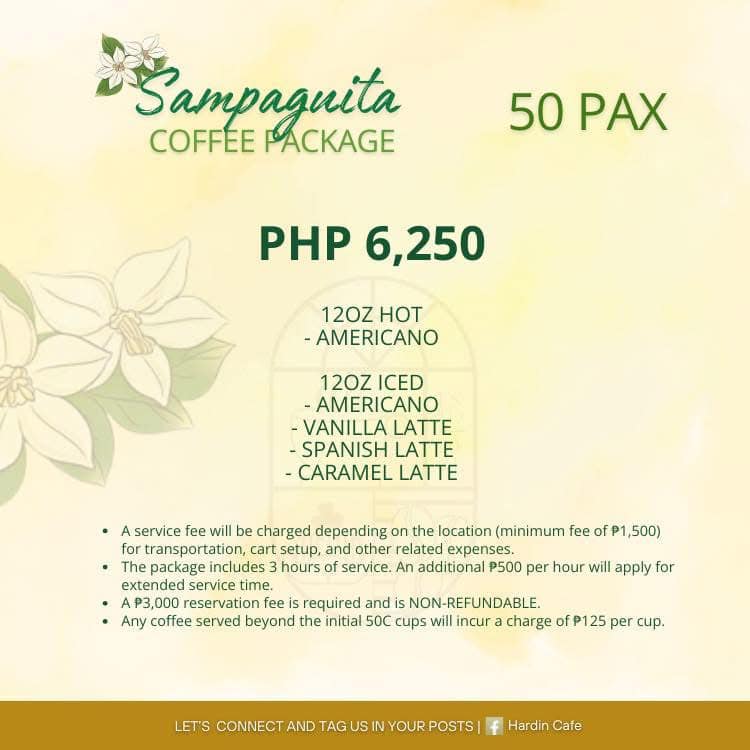 Sampaguita
COFFEE PACKAGE
50 PAX
PHP 6,250
12OZ HOT
- AMERICANO
12OZ ICED
- AMERICANO
- VANILLA LATTE
- SPANISH LATTE
- CARAMEL LATTE
• A service fee will be charged depending on the location (minimum fee of ₱1,500)
for transportation, cart setup, and other related expenses.
• The package includes 3 hours of service. An additional ₱500 per hour will apply for
extended service time.
• A ₱3,000 reservation fee is required and is NON-REFUNDABLE.
• Any coffee served beyond the initial 50C cups will incur a charge of ₱125 per cup.
LET'S CONNECT AND TAG US IN YOUR POSTS | f Hardin Cafe